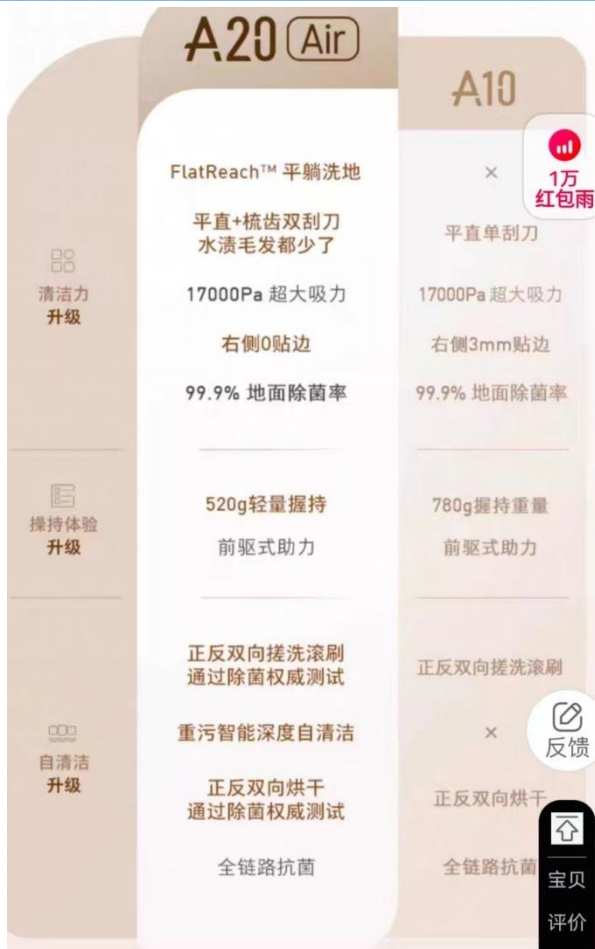 A20 Air
A10
FlatReach™ 平躺洗地
×
平直+梳齿双刮刀
水渍毛发都少了
平直单刮刀
清洁力
升级
17000Pa 超大吸力
17000Pa 超大吸力
右侧0贴边
右侧3mm贴边
99.9% 地面除菌率
99.9% 地面除菌率
操持体验
升级
520g轻量握持
780g握持重量
前驱式助力
前驱式助力
正反双向搓洗滚刷
通过除菌权威测试
正反双向搓洗滚刷
自清洁
升级
重污智能深度自清洁
×
正反双向烘干
通过除菌权威测试
正反双向烘干
全链路抗菌
全链路抗菌
1万
红包雨
反馈
宝贝
评价